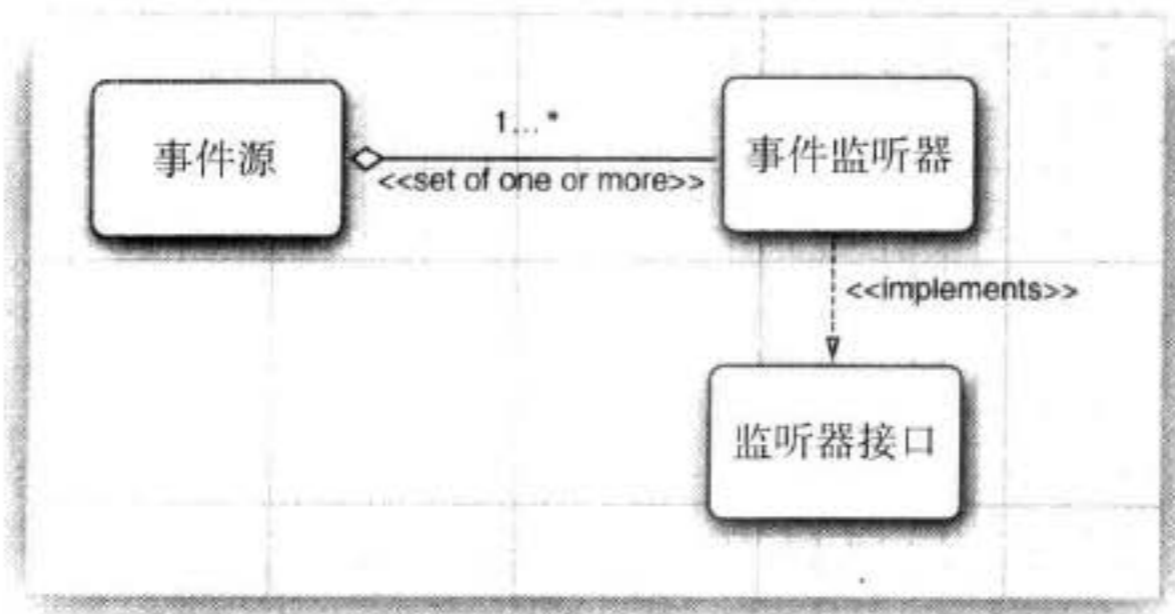 事件源
1...*
<<set of one or more>>
事件监听器
<<implements>>
监听器接口